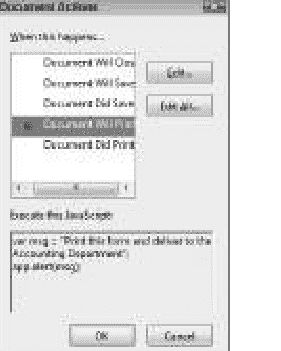 Document Actions
When this happens...
Document Will Clos
Document Will Save
Document Did Save
Document Will Prin
Document Did Print
Edit...
Edit All...
Execute this JavaScript:
var msg = "Print this form and deliver to the
Accounting Department")
app.alert(msg)
OK
Cancel